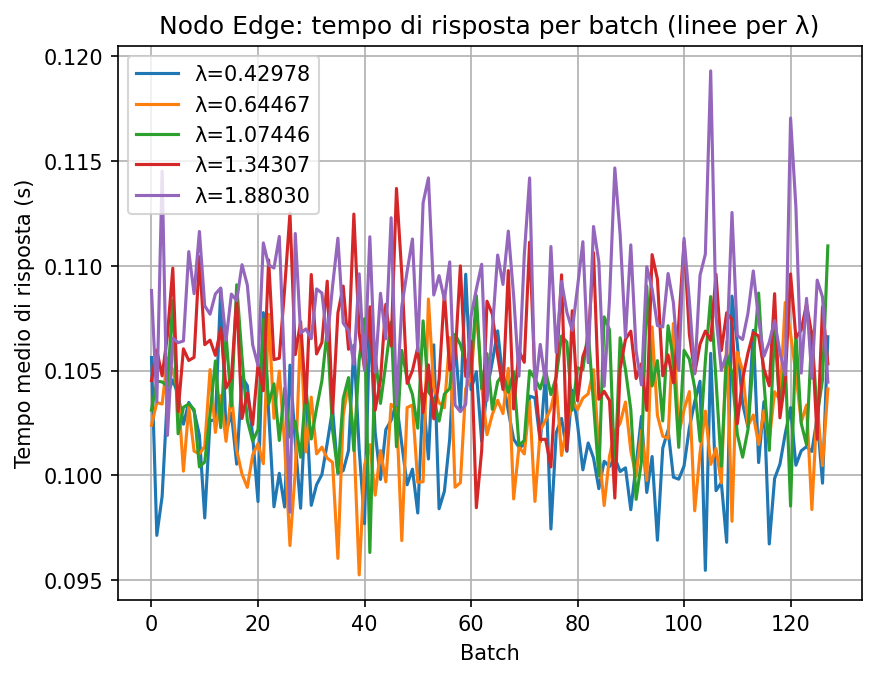 Nodo Edge: tempo di risposta per batch (linee per λ)
0.120
0.115
0.110
0.105
0.100
0.095
Tempo medio di risposta (s)
λ=0.42978
λ=0.64467
λ=1.07446
λ=1.34307
λ=1.88030
0 20 40 60 80 100 120
Batch